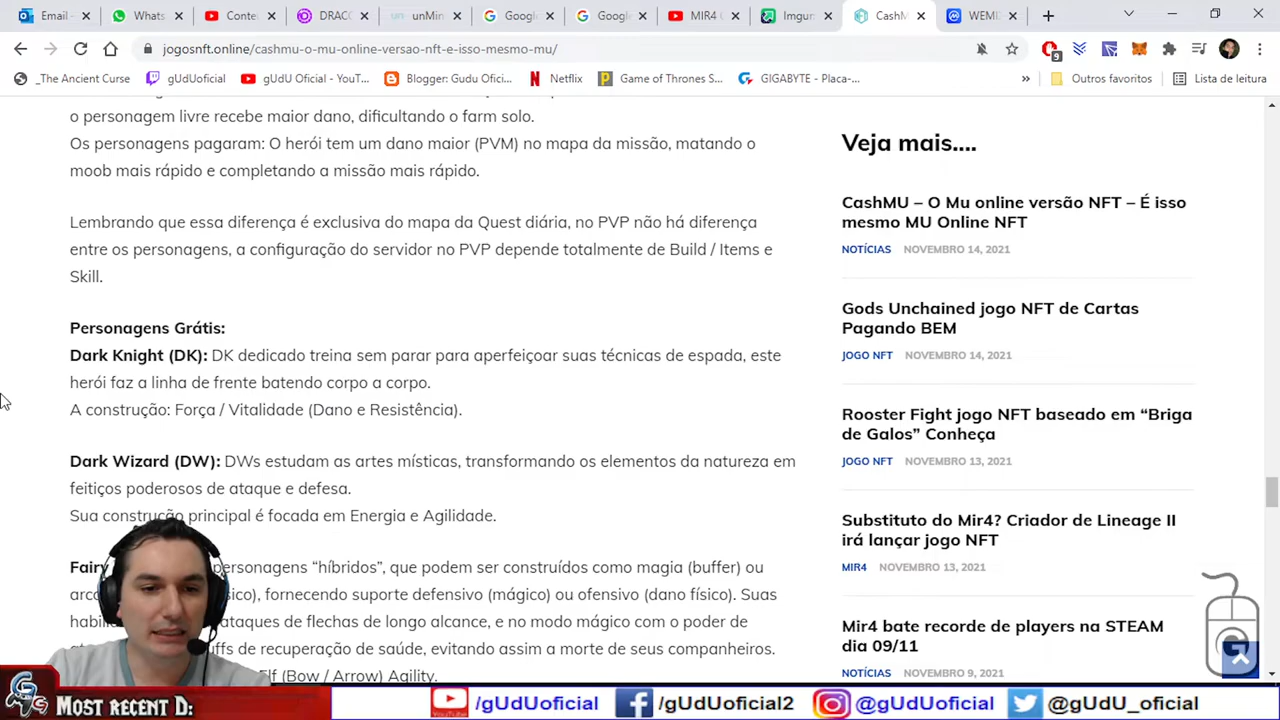 Email -
Whats
Conte
DRAC
unMin
Google
Google
MIR4
Imgur
CashM
WEMI
jogosnft.online/cashmu-o-mu-online-versao-nft-e-isso-mesmo-mu/
9
_The Ancient Curse
gUdUoficial
gUdU Oficial - YouT...
Blogger: Gudu Ofici...
Netflix
Game of Thrones S...
GIGABYTE - Placa-...
Outros favoritos
Lista de leitura
o personagem livre recebe maior dano, dificultando o farm solo.
Os personagens pagaram: O herói tem um dano maior (PVM) no mapa da missão, matando o
moob mais rápido e completando a missão mais rápido.
Lembrando que essa diferença é exclusiva do mapa da Quest diária, no PVP não há diferença
entre os personagens, a configuração do servidor no PVP depende totalmente de Build / Items e
Skill.
Personagens Grátis:
Dark Knight (DK): DK dedicado treina sem parar para aperfeiçoar suas técnicas de espada, este
herói faz a linha de frente batendo corpo a corpo.
A construção: Força / Vitalidade (Dano e Resistência).
Dark Wizard (DW): DWs estudam as artes místicas, transformando os elementos da natureza em
feitiços poderosos de ataque e defesa.
Sua construção principal é focada em Energia e Agilidade.
Fairy personagens “híbridos”, que podem ser construídos como magia (buffer) ou
fornecendo suporte defensivo (mágico) ou ofensivo (dano físico). Suas
ataques de flechas de longo alcance, e no modo mágico com o poder de
de recuperação de saúde, evitando assim a morte de seus companheiros.
Elf (Bow / Arrow) Agility.
Veja mais....
CashMU – O Mu online versão NFT – É isso
mesmo MU Online NFT
NOTÍCIAS NOVEMBRO 14, 2021
Gods Unchained jogo NFT de Cartas
Pagando BEM
JOGO NFT NOVEMBRO 14, 2021
Rooster Fight jogo NFT baseado em “Briga
de Galos” Conheça
JOGO NFT NOVEMBRO 13, 2021
Substituto do Mir4? Criador de Lineage II
irá lançar jogo NFT
MIR4 NOVEMBRO 13, 2021
Mir4 bate recorde de players na STEAM
dia 09/11
NOTÍCIAS NOVEMBRO 9, 2021
MOST RECENT D:
/gUdUoficial
/gUdUoficial2
@gUdUoficial
@gUdU_oficial